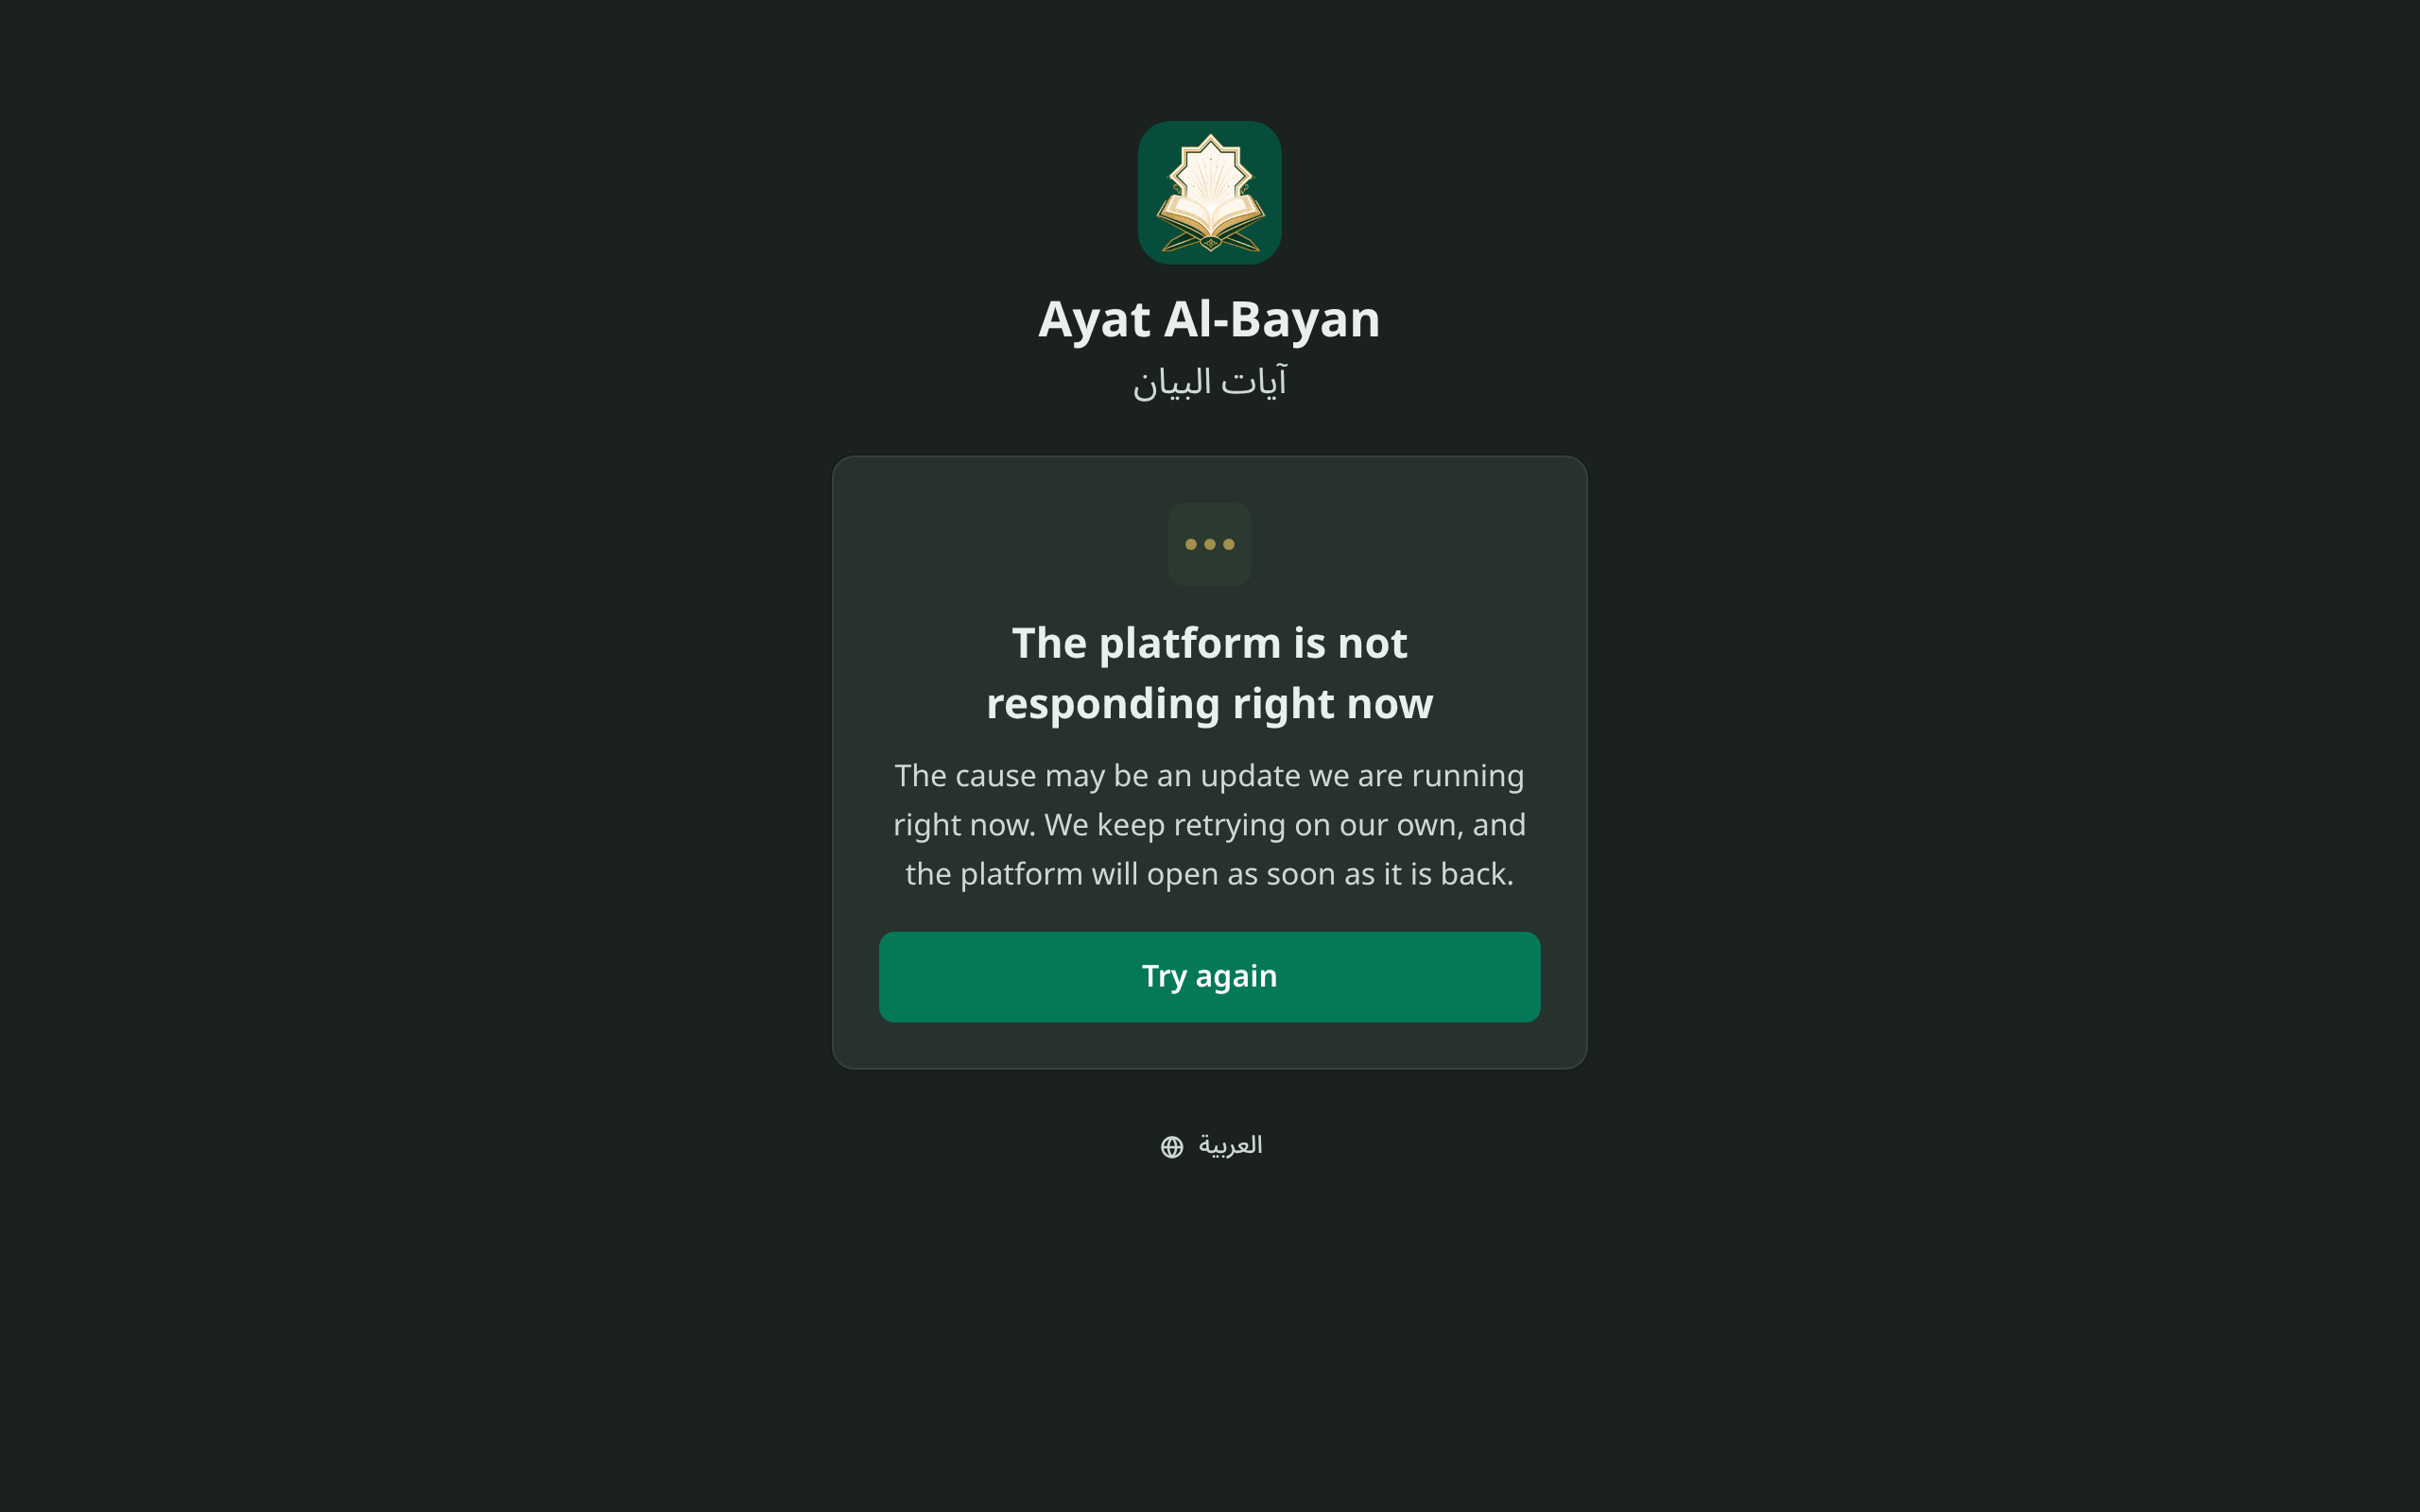 Ayat Al-Bayan
آيات البيان
The platform is not
responding right now
The cause may be an update we are running
right now. We keep retrying on our own, and
the platform will open as soon as it is back.
Try again
العربية